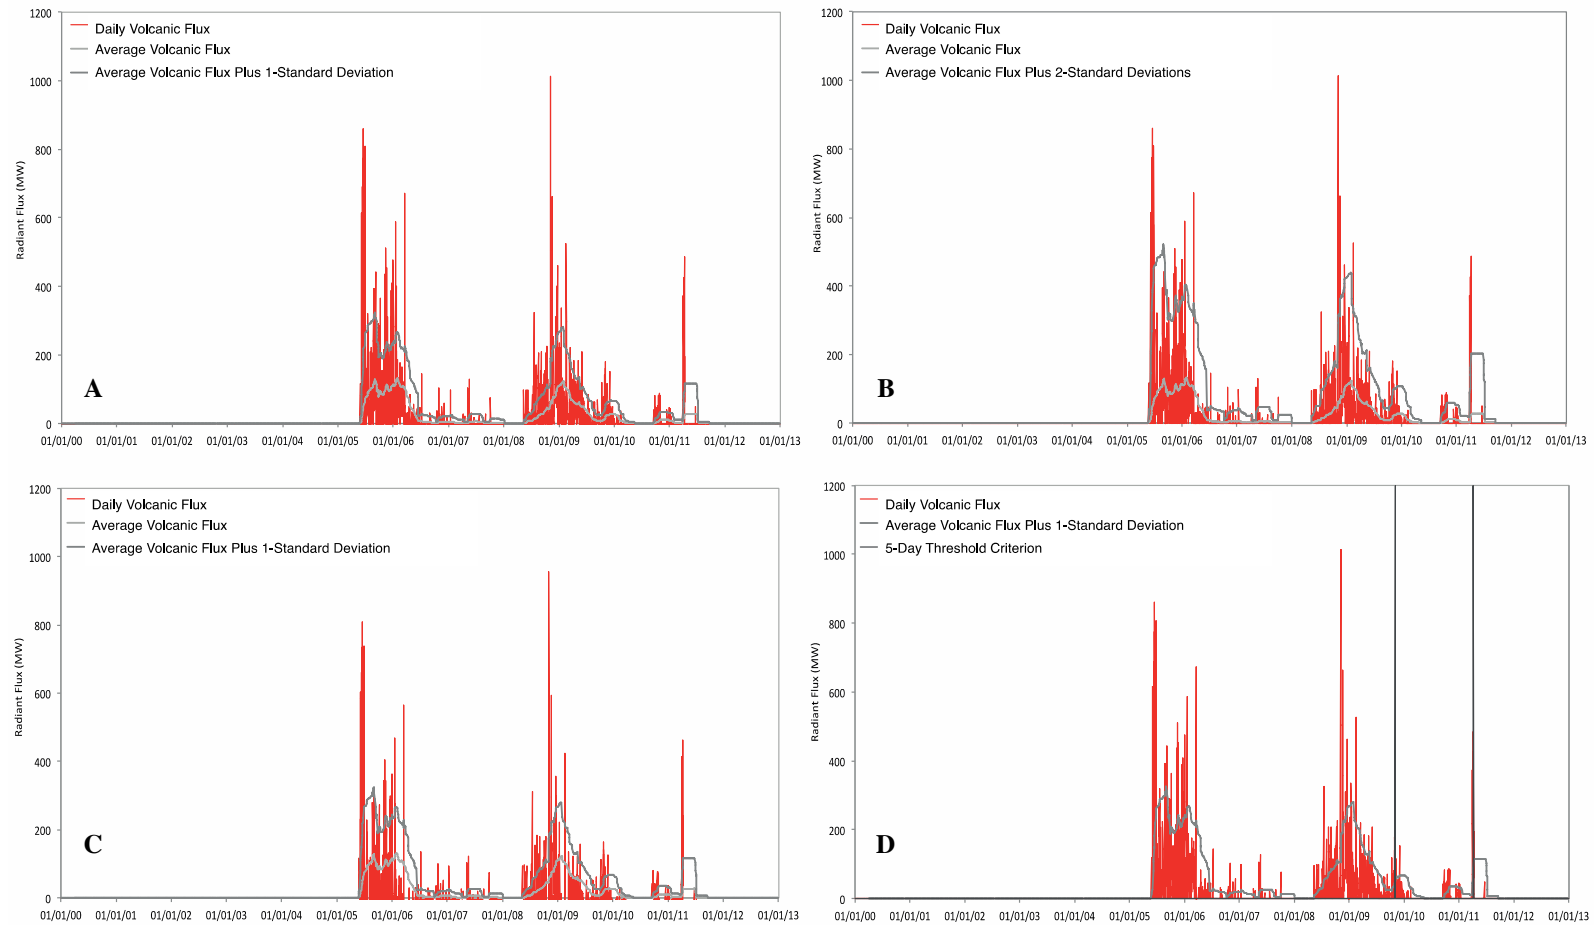 1200
Daily Volcanic Flux
Average Volcanic Flux
Average Volcanic Flux Plus 1-Standard Deviation
1000
800
600
400
200
0
Radiant Flux (MW)
A
01/01/00 01/01/01 01/01/02 01/01/03 01/01/04 01/01/05 01/01/06 01/01/07 01/01/08 01/01/09 01/01/10 01/01/11 01/01/12 01/01/13
1200
Daily Volcanic Flux
Average Volcanic Flux
Average Volcanic Flux Plus 2-Standard Deviations
1000
800
600
400
200
0
Radiant Flux (MW)
B
01/01/00 01/01/01 01/01/02 01/01/03 01/01/04 01/01/05 01/01/06 01/01/07 01/01/08 01/01/09 01/01/10 01/01/11 01/01/12 01/01/13
1200
Daily Volcanic Flux
Average Volcanic Flux
Average Volcanic Flux Plus 1-Standard Deviation
1000
800
600
400
200
0
Radiant Flux (MW)
C
01/01/00 01/01/01 01/01/02 01/01/03 01/01/04 01/01/05 01/01/06 01/01/07 01/01/08 01/01/09 01/01/10 01/01/11 01/01/12 01/01/13
1200
Daily Volcanic Flux
Average Volcanic Flux Plus 1-Standard Deviation
5-Day Threshold Criterion
1000
800
600
400
200
0
Radiant Flux (MW)
D
01/01/00 01/01/01 01/01/02 01/01/03 01/01/04 01/01/05 01/01/06 01/01/07 01/01/08 01/01/09 01/01/10 01/01/11 01/01/12 01/01/13